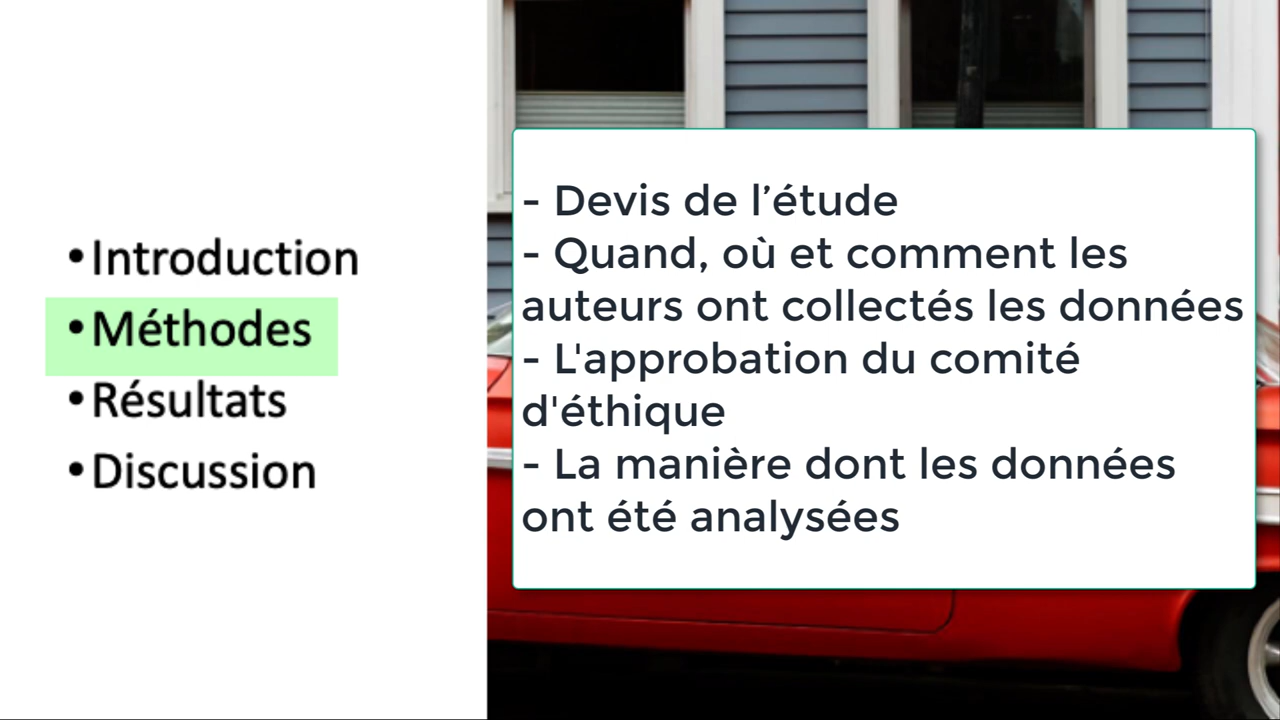 •Introduction
•Méthodes
•Résultats
•Discussion
- Devis de l’étude
- Quand, où et comment les
auteurs ont collectés les données
- L'approbation du comité
d'éthique
- La manière dont les données
ont été analysées